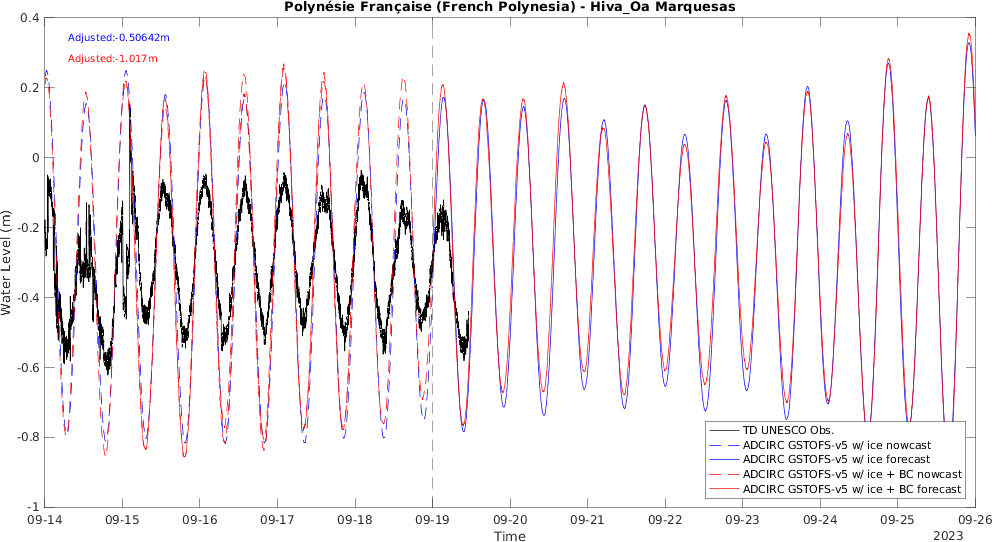 Polynésie Française (French Polynesia) - Hiva_Oa Marquesas
Adjusted:-0.50642m
Adjusted:-1.017m
0.4
0.2
0
-0.2
-0.4
-0.6
-0.8
-1
Water Level (m)
TD UNESCO Obs.
ADCIRC GSTOFS-v5 w/ ice nowcast
ADCIRC GSTOFS-v5 w/ ice forecast
ADCIRC GSTOFS-v5 w/ ice + BC nowcast
ADCIRC GSTOFS-v5 w/ ice + BC forecast
09-14 09-15 09-16 09-17 09-18 09-19 09-20 09-21 09-22 09-23 09-24 09-25 09-26
Time
2023